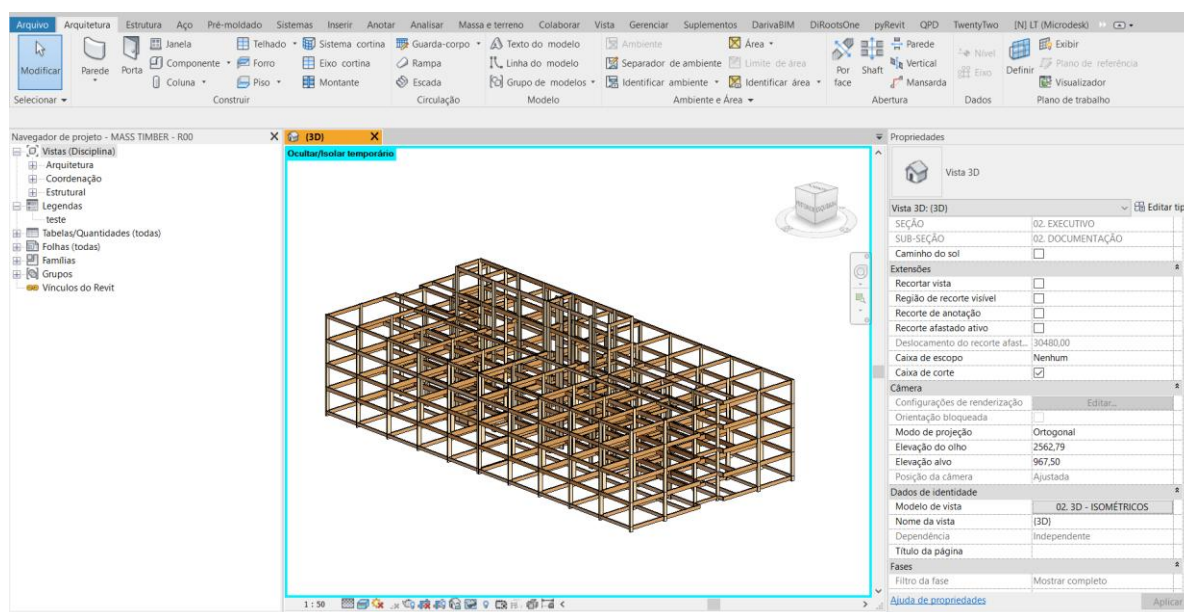 Arquivo Arquitetura Estrutura Aço Pré-moldado Sistemas Inserir Anotar Analisar Massa e terreno Colaborar Vista Gerenciar Suplementos DarivaBIM DiRootsOne pyRevit QPD TwentyTwo [N] LT (Microdesk)
Janela Telhado Sistema cortina Guarda-corpo Texto do modelo Ambiente Área Parede Nível Exibir
Modificar Parede Porta Componente Forro Eixo cortina Rampa Linha do modelo Separador de ambiente Limite de área Por face Shaft Vertical Eixo Definir Plano de referência
Coluna Piso Montante Escada Grupo de modelos Identificar ambiente Identificar área Mansarda Visualizador
Selecionar Construir Circulação Modelo Ambiente e Área Abertura Dados Plano de trabalho
Navegador de projeto - MASS TIMBER - R00
Vistas (Disciplina)
Arquitetura
Coordenação
Estrutural
Legendas
teste
Tabelas/Quantidades (todas)
Folhas (todas)
Famílias
Grupos
Vínculos do Revit
(3D)
Ocultar/Isolar temporário
1 : 50
Propriedades
Vista 3D
Vista 3D: (3D) Editar tip
SEÇÃO 02. EXECUTIVO
SUB-SEÇÃO 02. DOCUMENTAÇÃO
Caminho do sol
Extensões
Recortar vista
Região de recorte visível
Recorte de anotação
Recorte afastado ativo
Deslocamento do recorte afast... 30480,00
Caixa de escopo Nenhum
Caixa de corte
Câmera
Configurações de renderização Editar...
Orientação bloqueada
Modo de projeção Ortogonal
Elevação do olho 2562,79
Elevação alvo 967,50
Posição da câmera Ajustada
Dados de identidade
Modelo de vista 02. 3D - ISOMÉTRICOS
Nome da vista {3D}
Dependência Independente
Título da página
Fases
Filtro da fase Mostrar completo
Ajuda de propriedades Aplicar